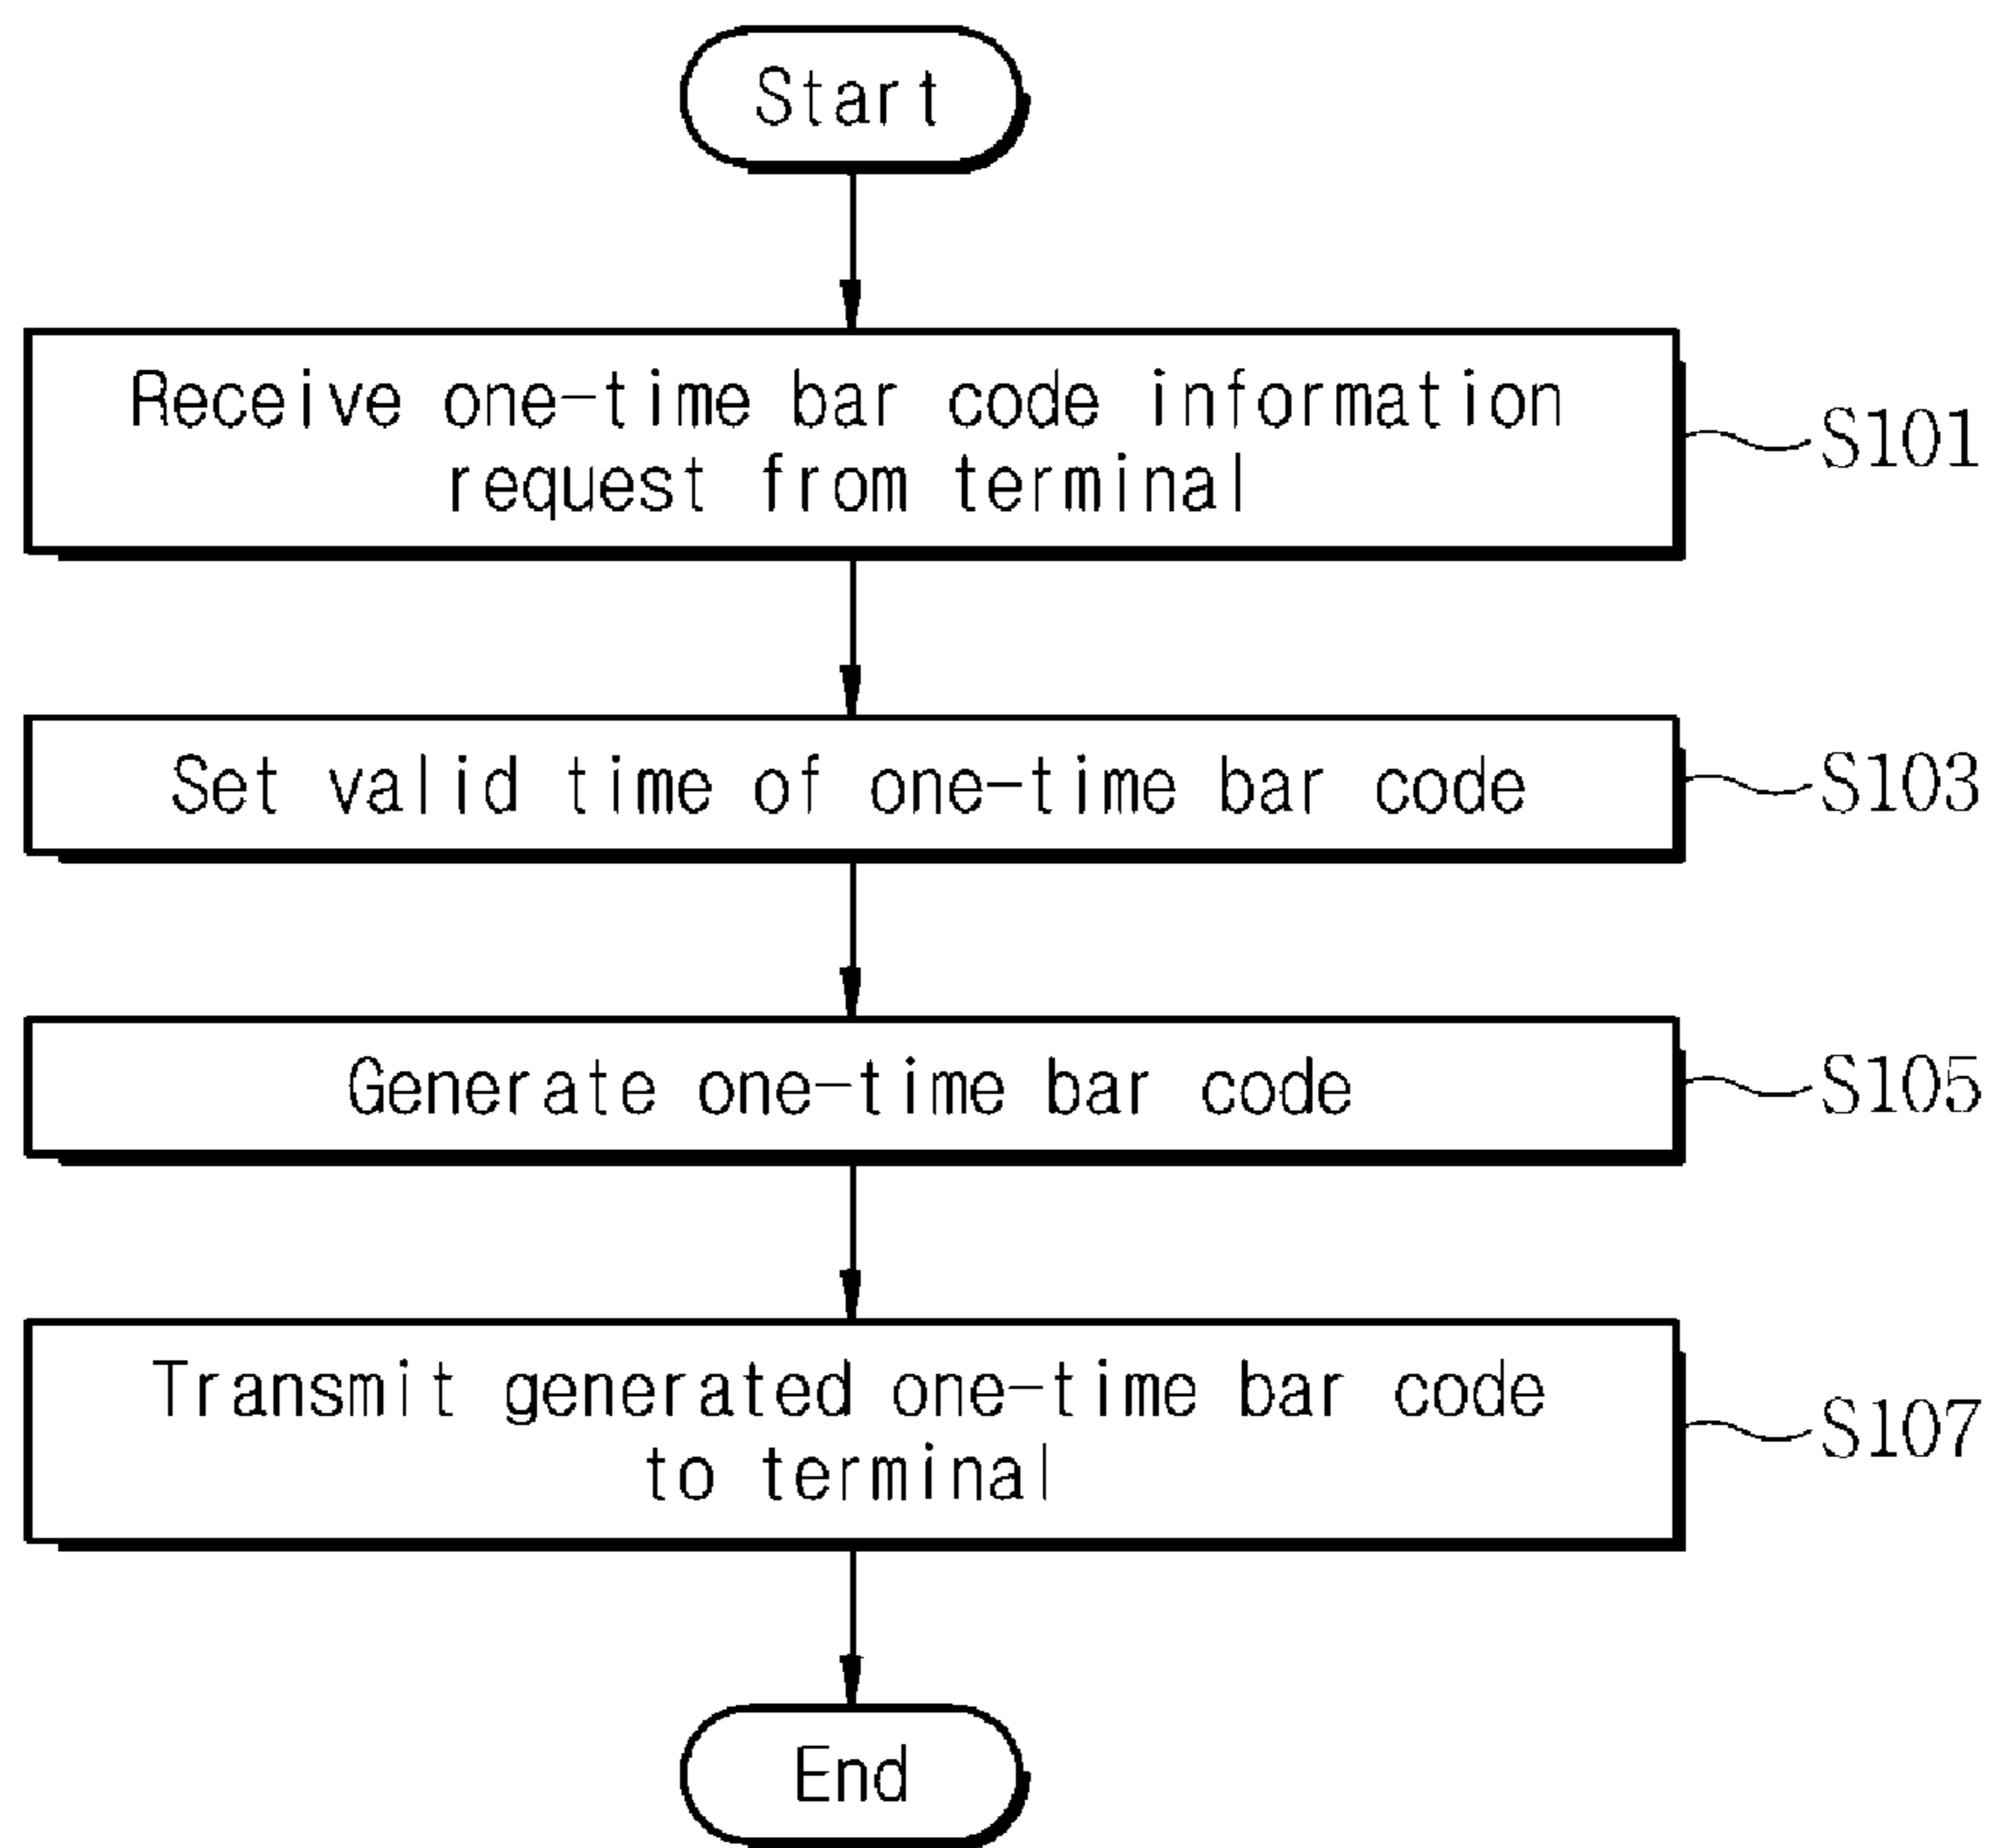 Start
Receive one-time bar code information
request from terminal
S101
Set valid time of one-time bar code
S103
Generate one-time bar code
S105
Transmit generated one-time bar code
to terminal
S107
End